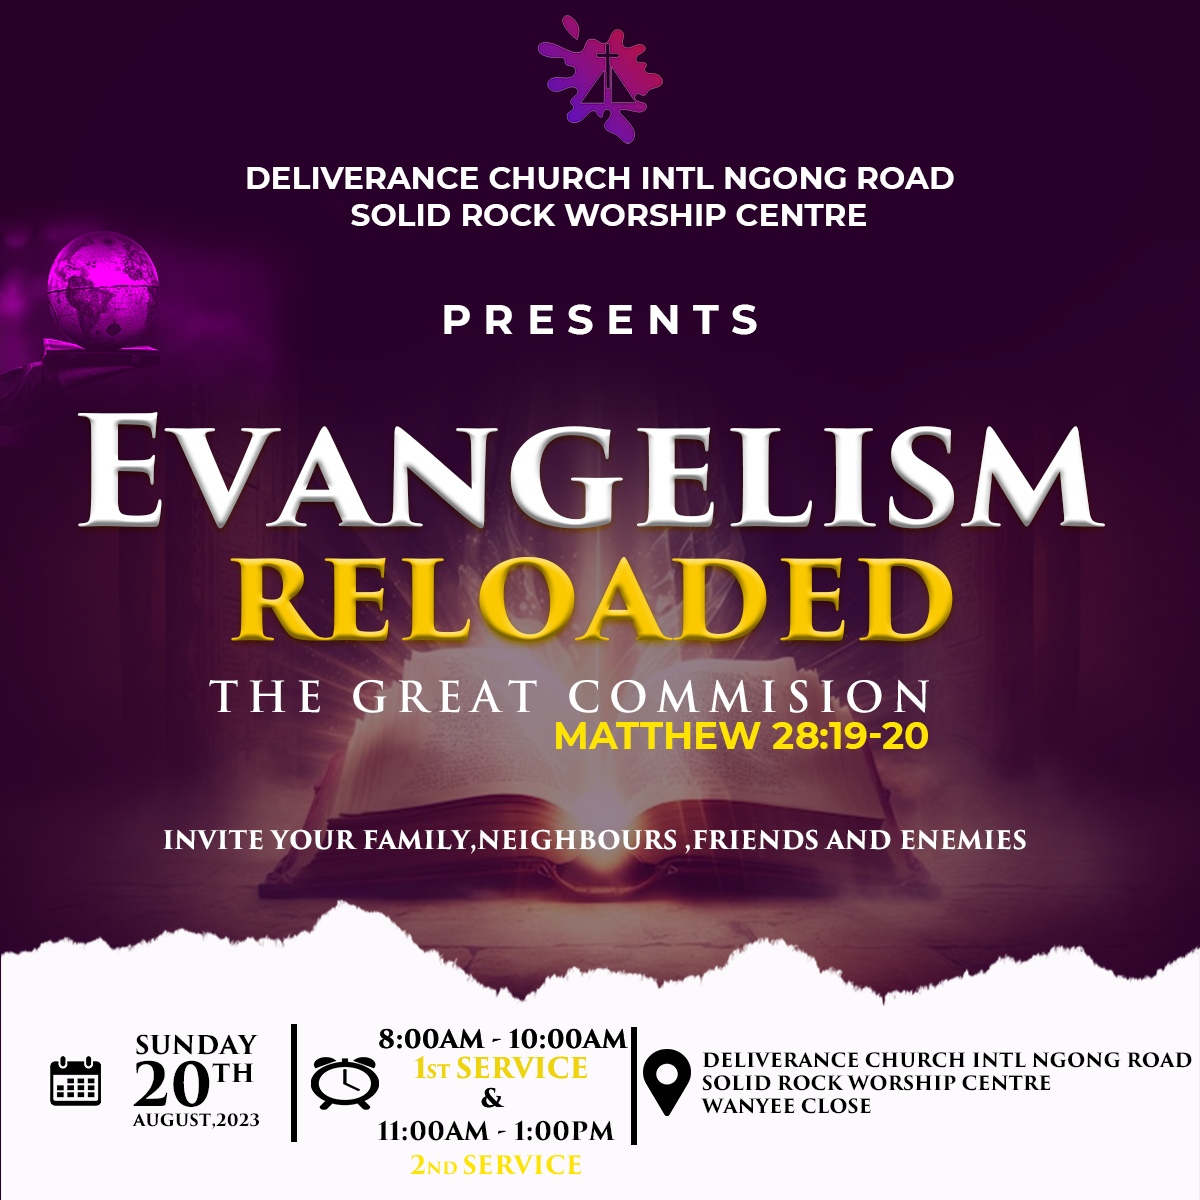 DELIVERANCE CHURCH INTL NGONG ROAD
SOLID ROCK WORSHIP CENTRE
PRESENTS
EVANGELISM
RELOADED
THE GREAT COMMISION
MATTHEW 28:19-20
INVITE YOUR FAMILY,NEIGHBOURS ,FRIENDS AND ENEMIES
SUNDAY
20TH
AUGUST,2023
8:00AM - 10:00AM
1ST SERVICE
&
11:00AM - 1:00PM
2ND SERVICE
DELIVERANCE CHURCH INTL NGONG ROAD
SOLID ROCK WORSHIP CENTRE
WANYEE CLOSE